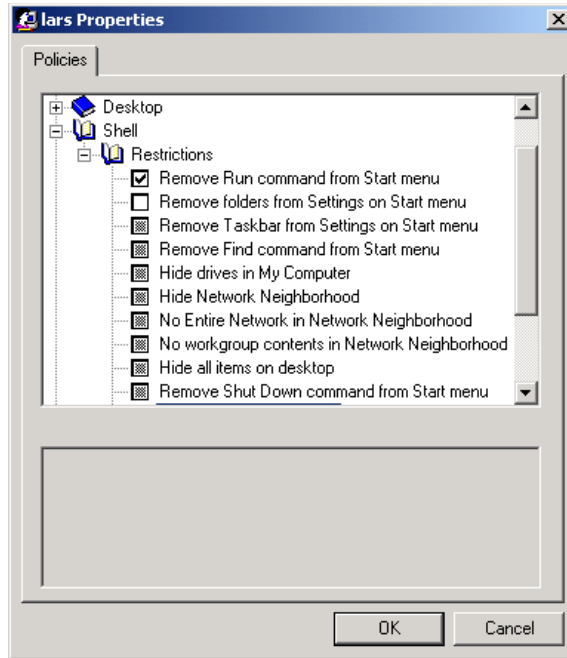 lars Properties
Policies
Desktop
Shell
Restrictions
Remove Run command from Start menu
Remove folders from Settings on Start menu
Remove Taskbar from Settings on Start menu
Remove Find command from Start menu
Hide drives in My Computer
Hide Network Neighborhood
No Entire Network in Network Neighborhood
No workgroup contents in Network Neighborhood
Hide all items on desktop
Remove Shut Down command from Start menu
OK Cancel